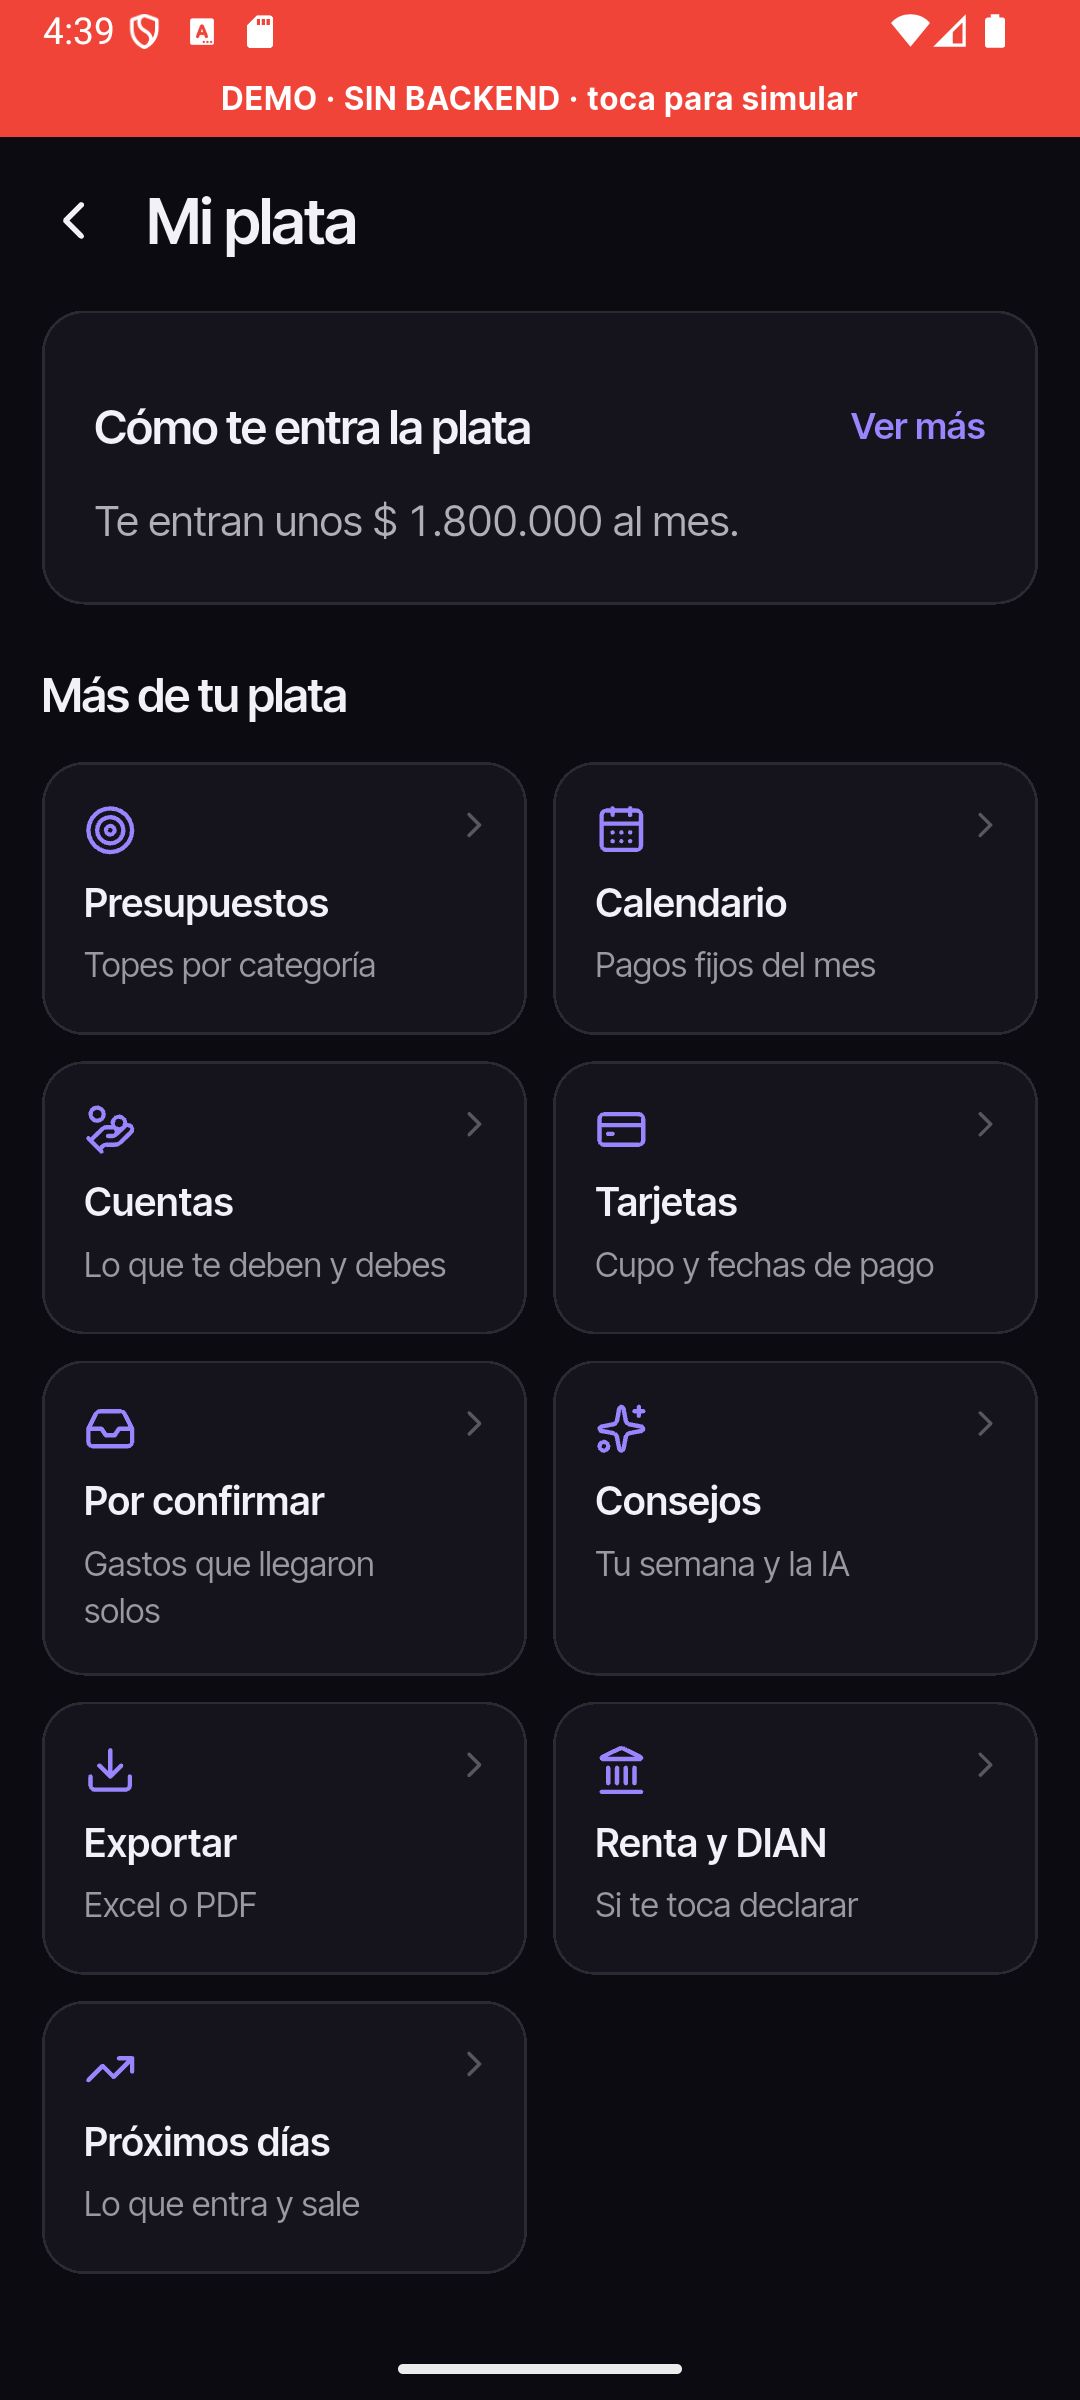 4:39
DEMO · SIN BACKEND · toca para simular
Mi plata
Cómo te entra la plata
Ver más
Te entran unos $ 1.800.000 al mes.
Más de tu plata
Presupuestos
Topes por categoría
Calendario
Pagos fijos del mes
Cuentas
Lo que te deben y debes
Tarjetas
Cupo y fechas de pago
Por confirmar
Gastos que llegaron
solos
Consejos
Tu semana y la IA
Exportar
Excel o PDF
Renta y DIAN
Si te toca declarar
Próximos días
Lo que entra y sale